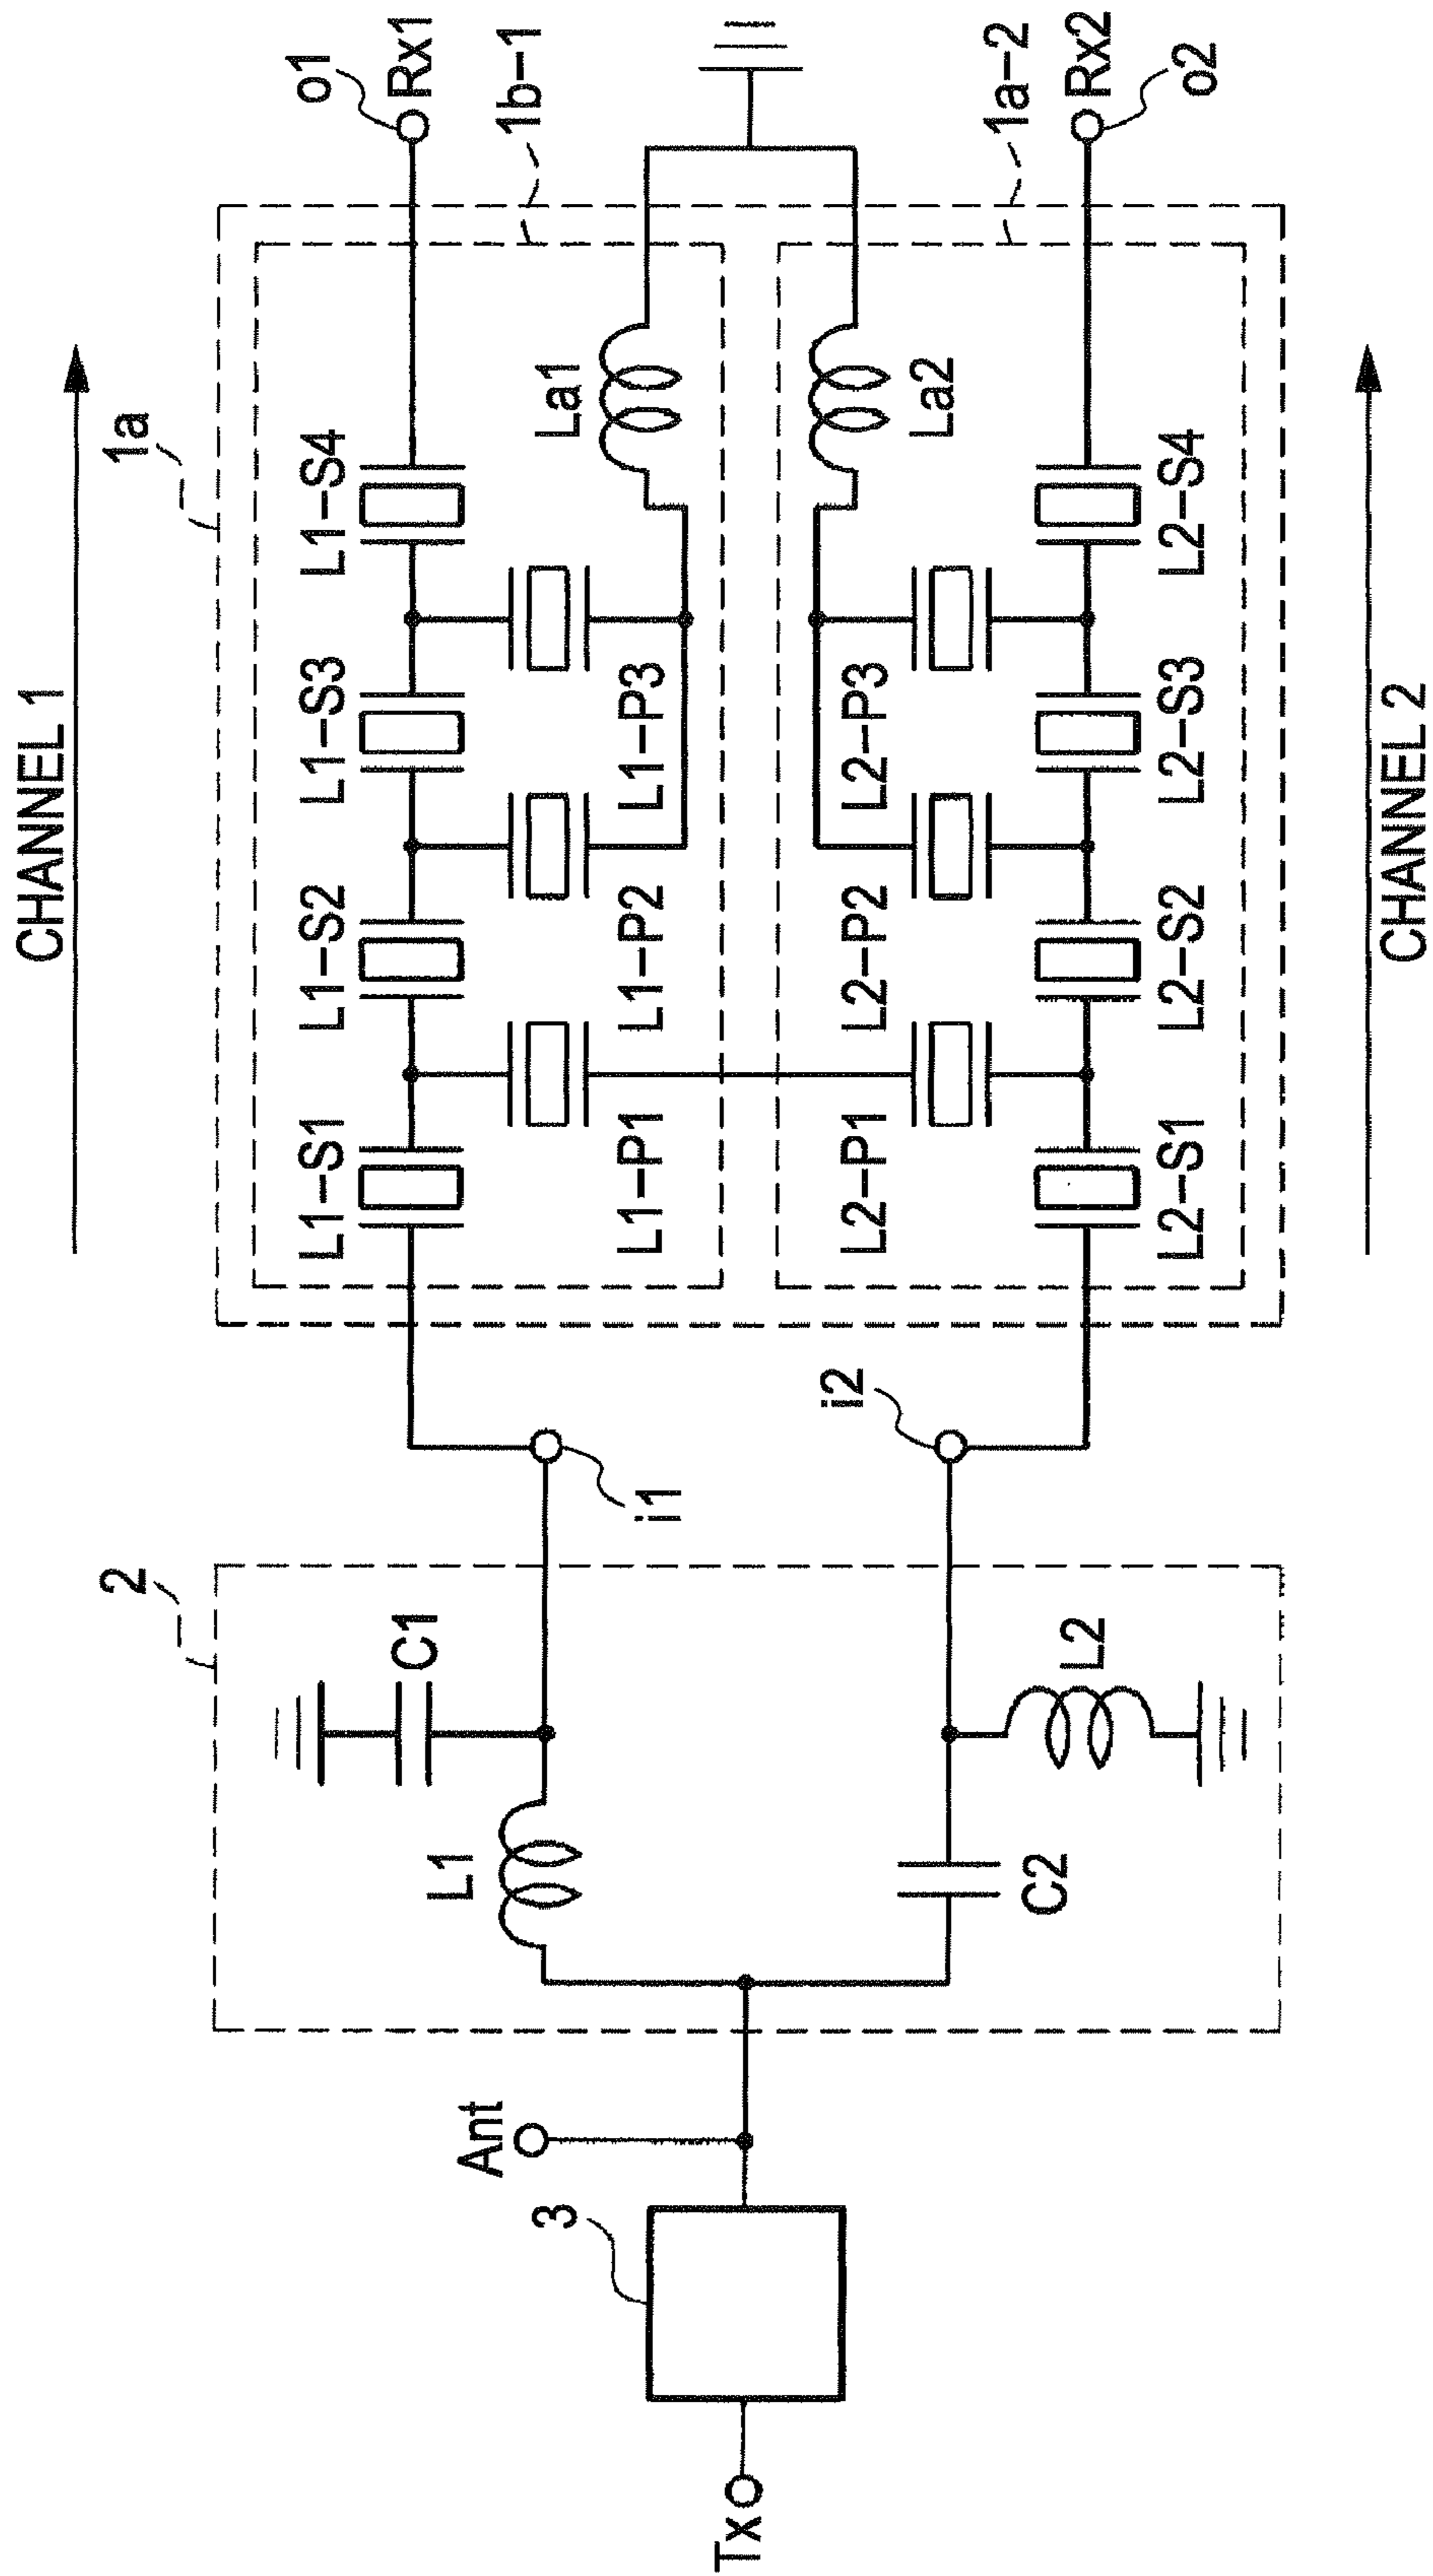 CHANNEL 1
1a
o1
Rx1
1b-1
L1-S1
L1-S2
L1-S3
L1-S4
La1
L1-P1
L1-P2
L1-P3
2
C1
L1
i1
Ant
3
Tx
i2
C2
L2
L2-P1
L2-P2
L2-P3
La2
1a-2
L2-S1
L2-S2
L2-S3
L2-S4
Rx2
o2
CHANNEL 2